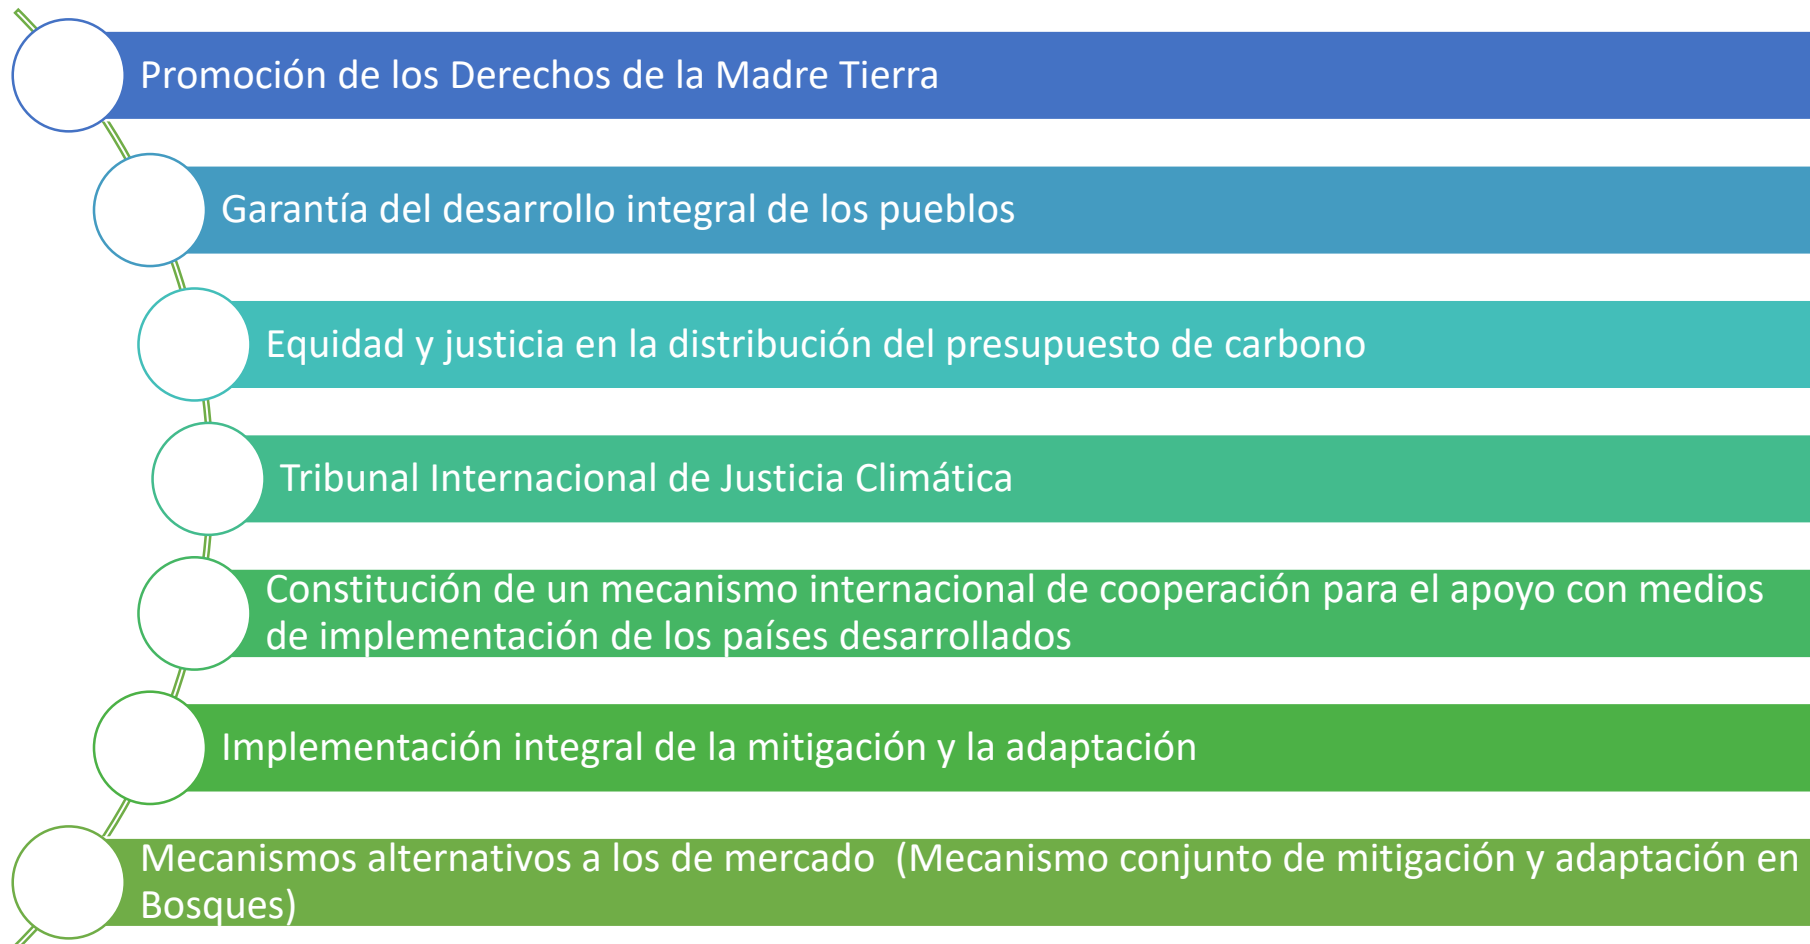 Promoción de los Derechos de la Madre Tierra
Garantía del desarrollo integral de los pueblos
Equidad y justicia en la distribución del presupuesto de carbono
Tribunal Internacional de Justicia Climática
Constitución de un mecanismo internacional de cooperación para el apoyo con medios
de implementación de los países desarrollados
Implementación integral de la mitigación y la adaptación
Mecanismos alternativos a los de mercado  (Mecanismo conjunto de mitigación y adaptación en
Bosques)